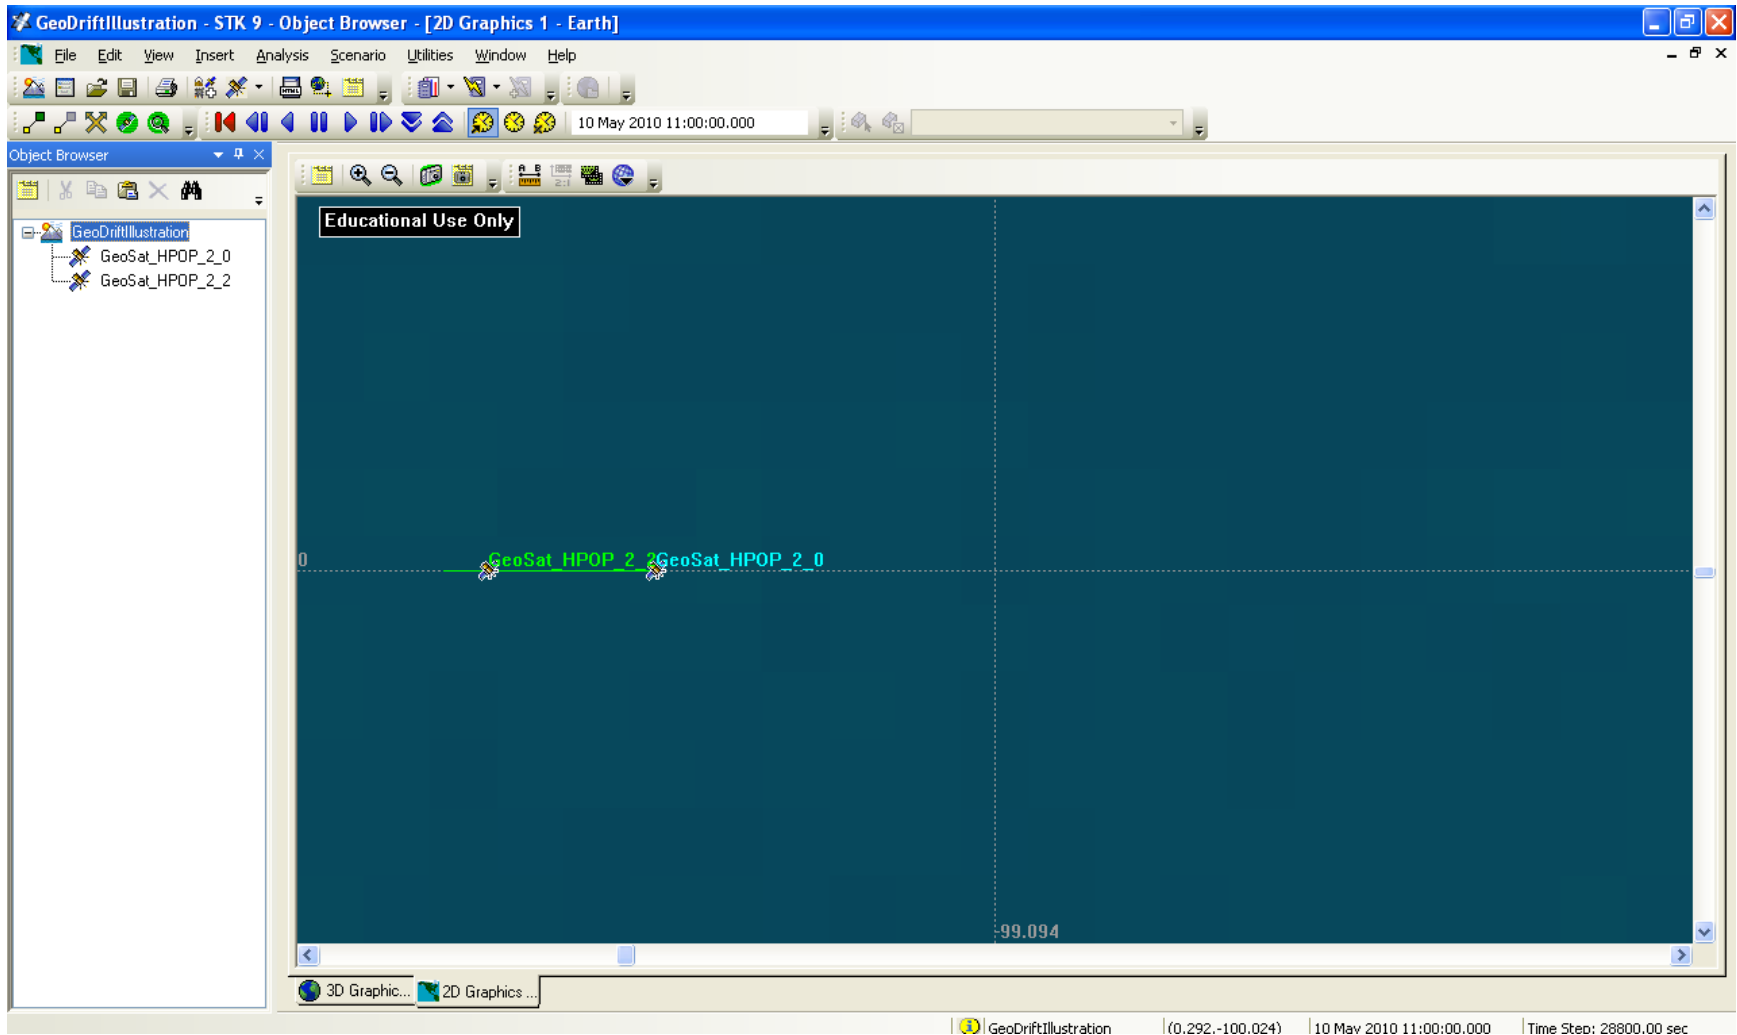 GeoDriftIllustration - STK 9 - Object Browser - [2D Graphics 1 - Earth]
File Edit View Insert Analysis Scenario Utilities Window Help
HTML
10 May 2010 11:00:00.000
Object Browser
A B
2:1
GeoDriftIllustration
GeoSat_HPOP_2_0
GeoSat_HPOP_2_2
Educational Use Only
0
GeoSat_HPOP_2_2
GeoSat_HPOP_2_0
-99.094
3D Graphic...
2D Graphics ...
GeoDriftIllustration (0.292,-100.024) 10 May 2010 11:00:00.000 Time Step: 28800.00 sec